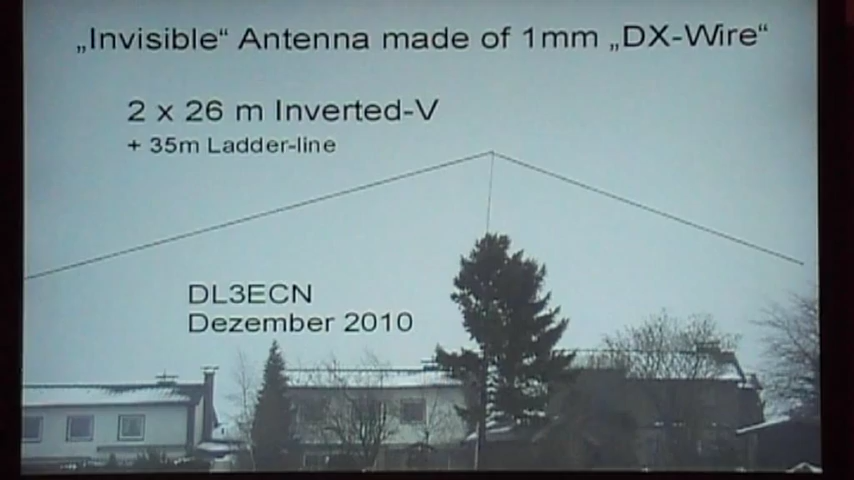 „Invisible“ Antenna made of 1mm „DX-Wire“
2 x 26 m Inverted-V
+ 35m Ladder-line
DL3ECN
Dezember 2010